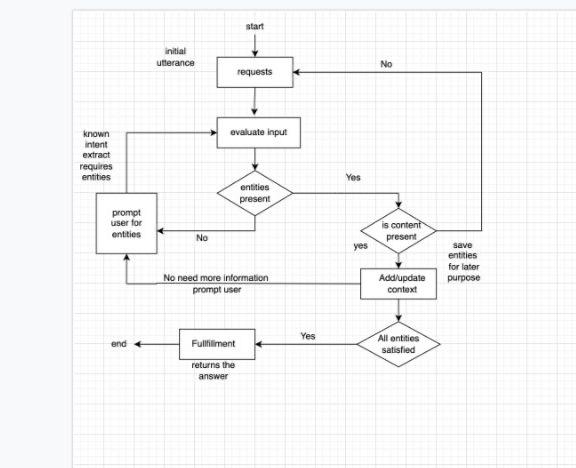 start
initial
utterance
No
requests
known
intent
extract
requires
entities
evaluate input
entities
present
Yes
prompt
user for
entities
No
is content
present
yes
save
entities
for later
purpose
No need more information
prompt user
Add/update
context
end
Fullfillment
Yes
All entities
satisfied
returns the
answer